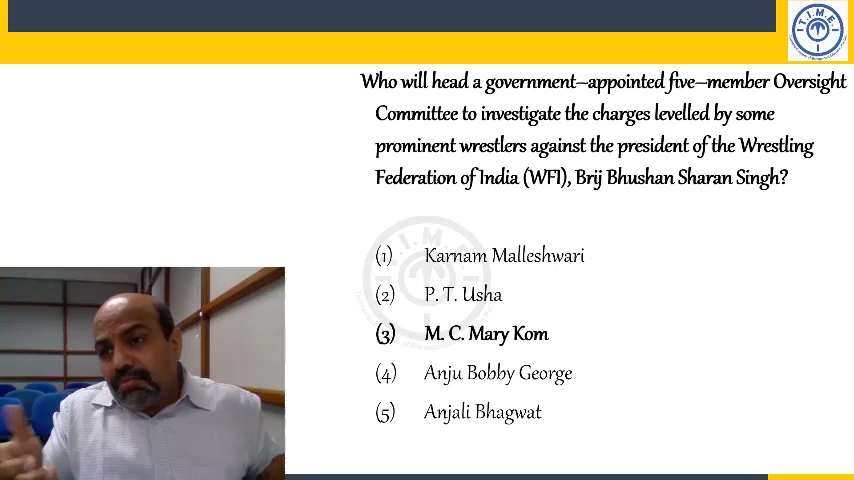 T.I.M.E.
Who will head a government–appointed five–member Oversight
Committee to investigate the charges levelled by some
prominent wrestlers against the president of the Wrestling
Federation of India (WFI), Brij Bhushan Sharan Singh?
(1) Karnam Malleshwari
(2) P. T. Usha
(3) M. C. Mary Kom
(4) Anju Bobby George
(5) Anjali Bhagwat